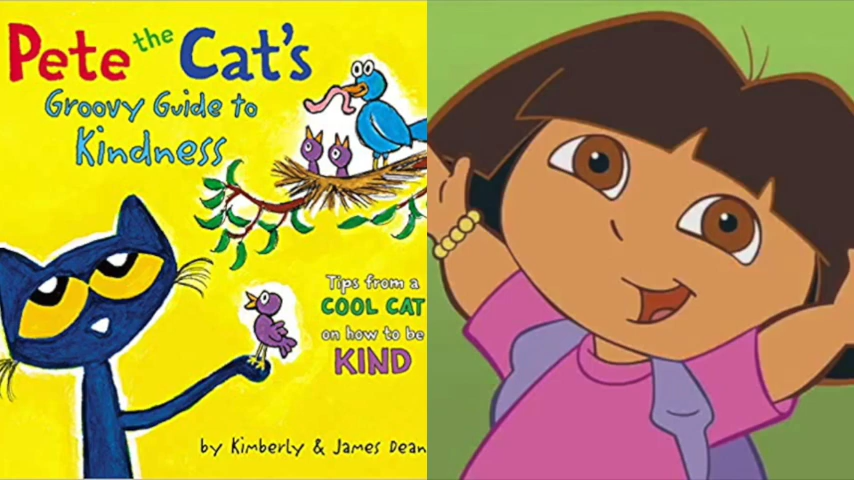 Pete the Cat's
Groovy Guide to
Kindness
Tips from a
COOL CAT
on how to be
KIND
by Kimberly & James Dean